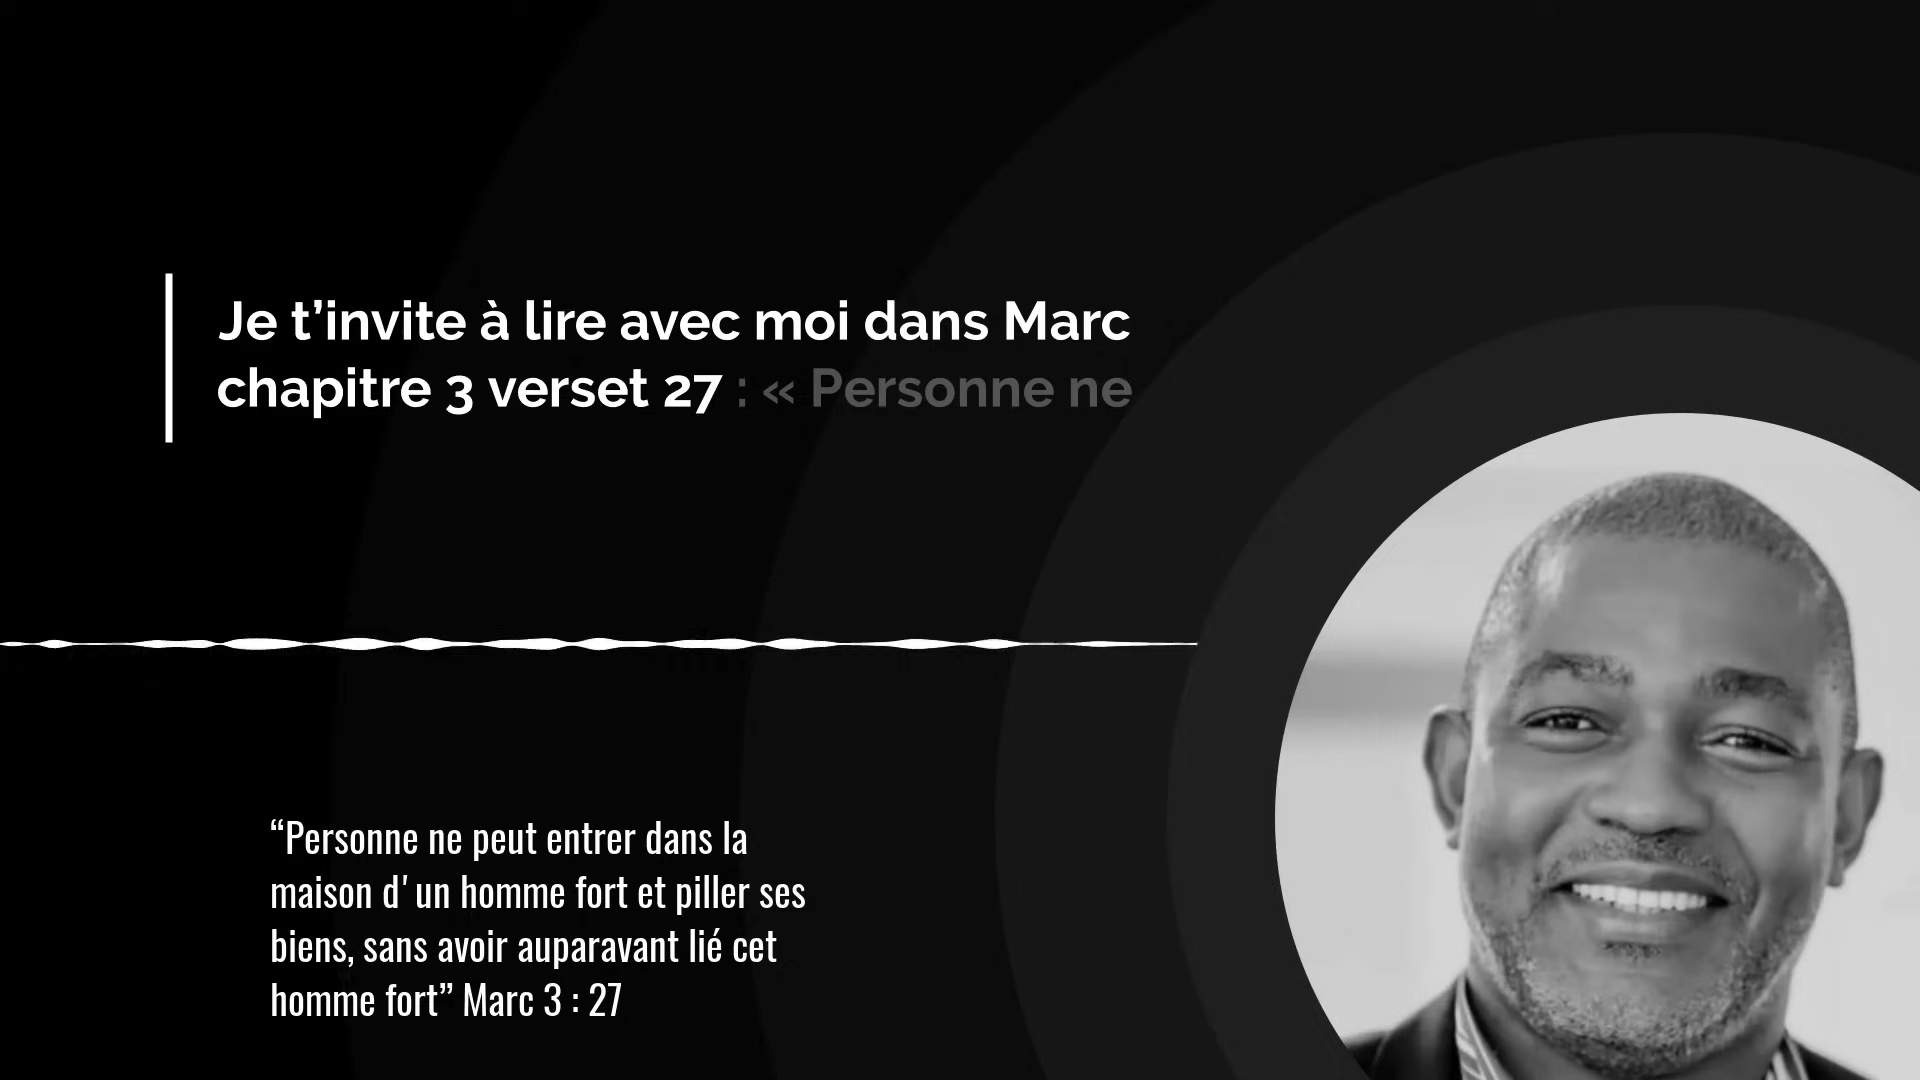 Je t’invite à lire avec moi dans Marc
chapitre 3 verset 27 : « Personne ne
“Personne ne peut entrer dans la
maison d'un homme fort et piller ses
biens, sans avoir auparavant lié cet
homme fort” Marc 3 : 27